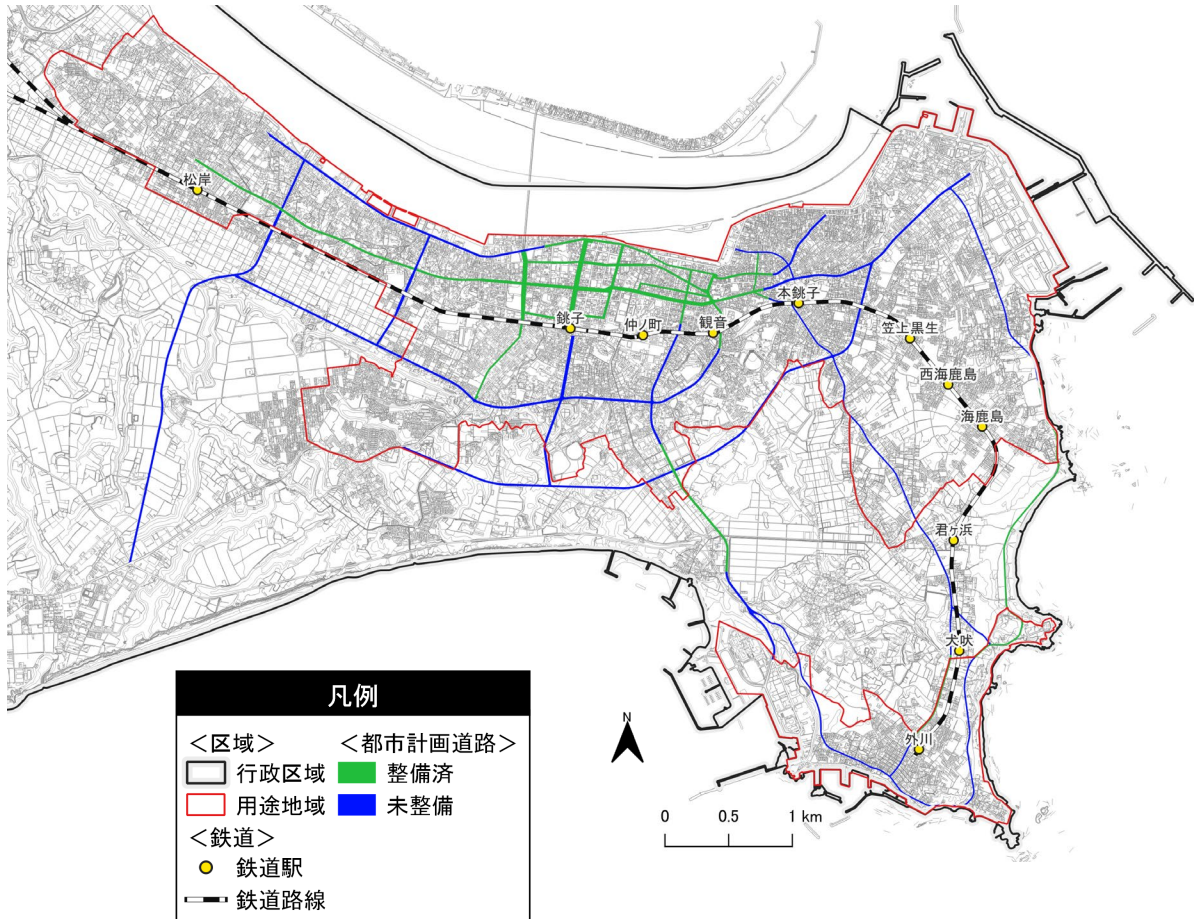 松岸
銚子
仲ノ町
観音
本銚子
笠上黒生
西海鹿島
海鹿島
君ヶ浜
犬吠
外川
N
0 0.5 1 km
凡例
<区域> <都市計画道路>
行政区域 整備済
用途地域 未整備
<鉄道>
鉄道駅
鉄道路線